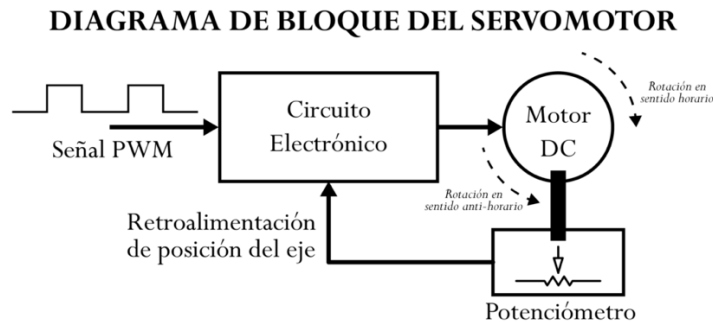 DIAGRAMA DE BLOQUE DEL SERVOMOTOR
Señal PWM
Circuito
Electrónico
Motor
DC
Rotación en
sentido horario
Rotación en
sentido anti-horario
Retroalimentación
de posición del eje
Potenciómetro